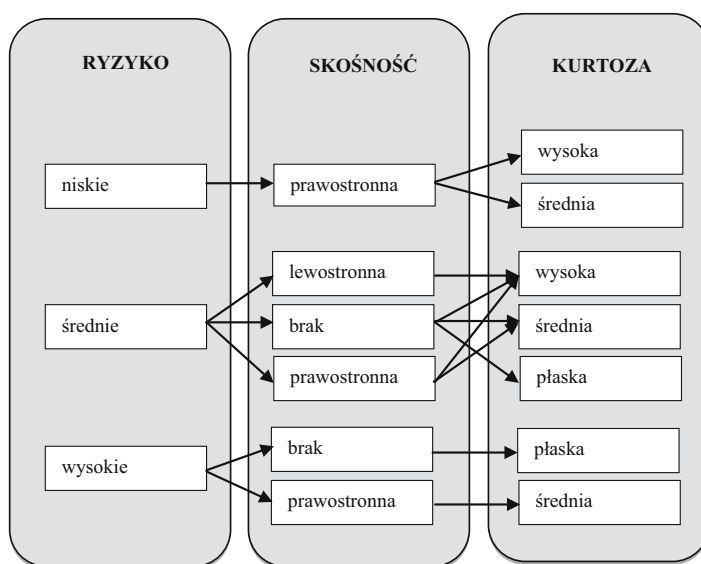 RYZYKO
SKOŚNOŚĆ
KURTOZA
niskie
prawostronna
wysoka
średnia
średnie
lewostronna
brak
prawostronna
wysoka
średnia
płaska
wysokie
brak
prawostronna
płaska
średnia